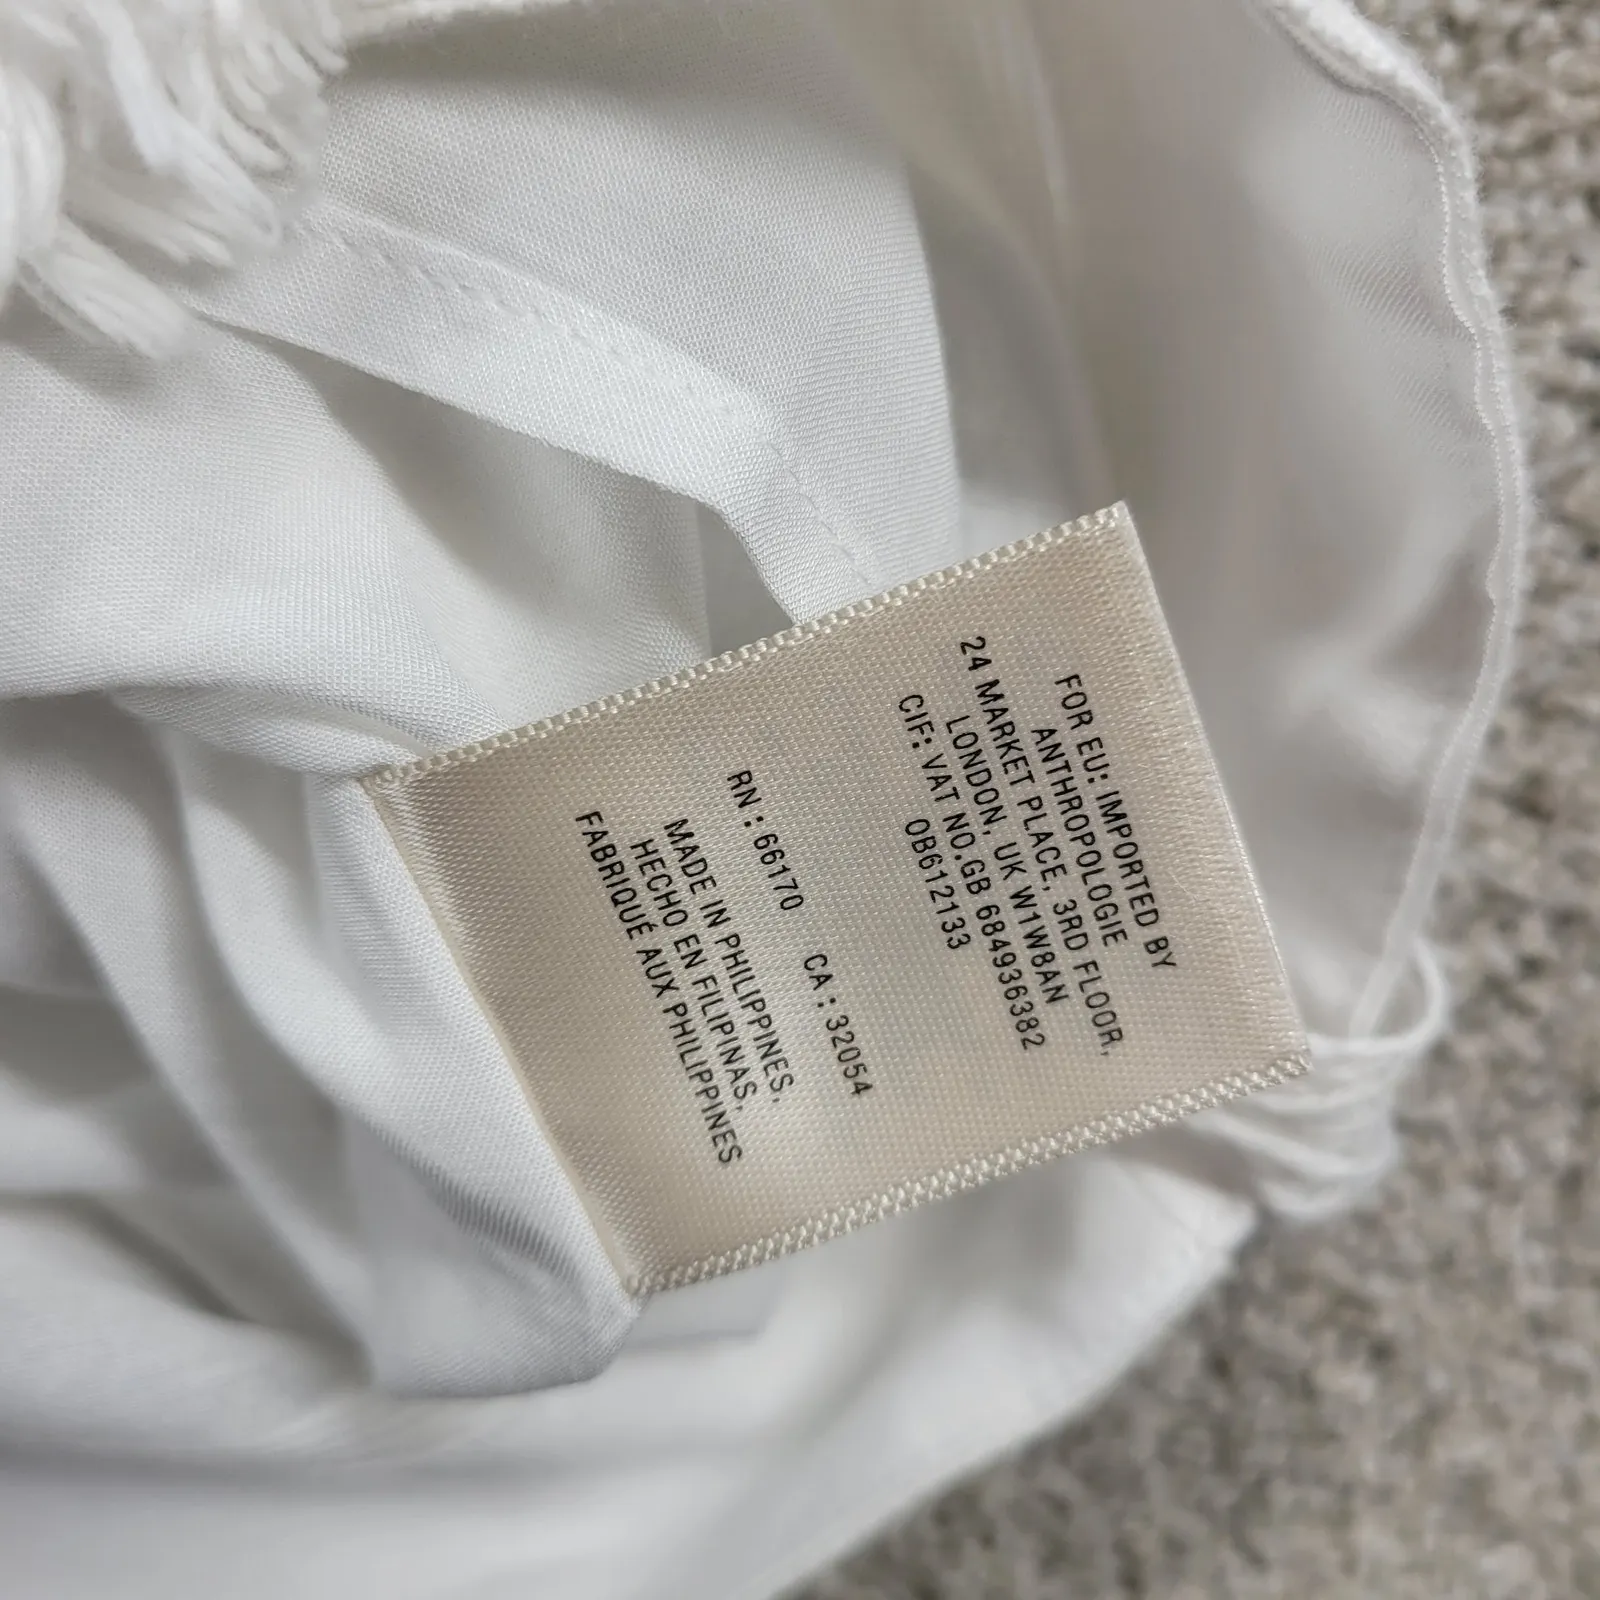 FOR EU: IMPORTED BY
ANTHROPOLOGIE
24 MARKET PLACE, 3RD FLOOR,
LONDON, UK W1W8AN
CIF: VAT NO.GB 684936382
0B612133
RN : 66170 CA : 32054
MADE IN PHILIPPINES,
HECHO EN FILIPINAS,
FABRIQUÉ AUX PHILIPPINES